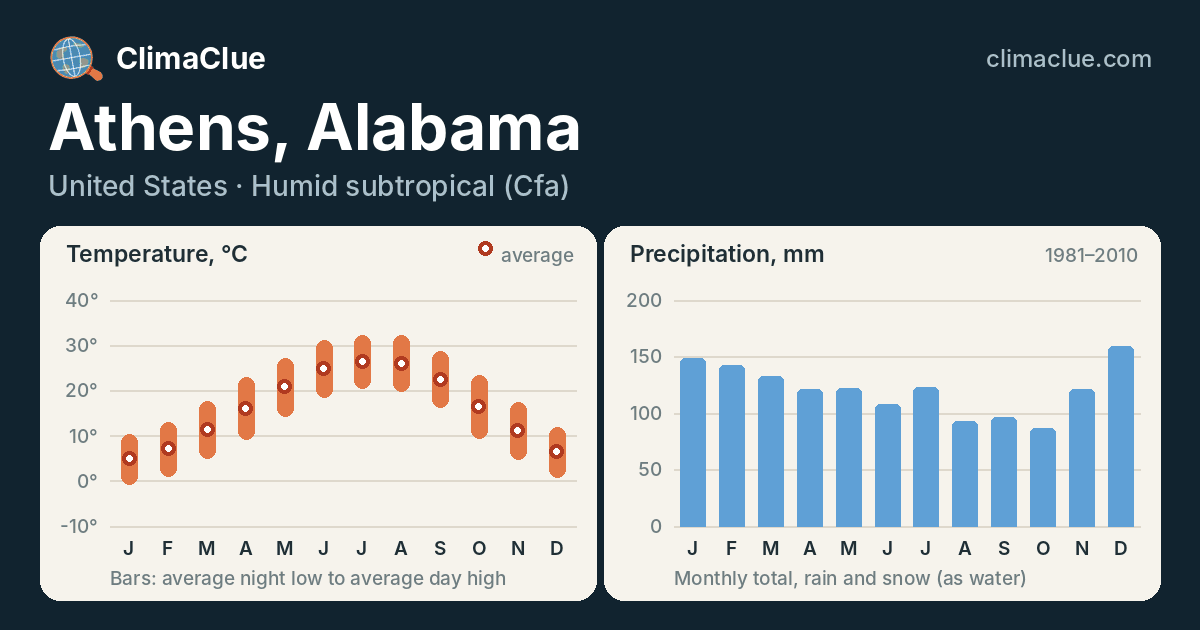 ClimaClue
climaclue.com
Athens, Alabama
United States · Humid subtropical (Cfa)
Temperature, °C
average
40°
30°
20°
10°
0°
-10°
J F M A M J J A S O N D
Bars: average night low to average day high
Precipitation, mm
1981–2010
200
150
100
50
0
J F M A M J J A S O N D
Monthly total, rain and snow (as water)